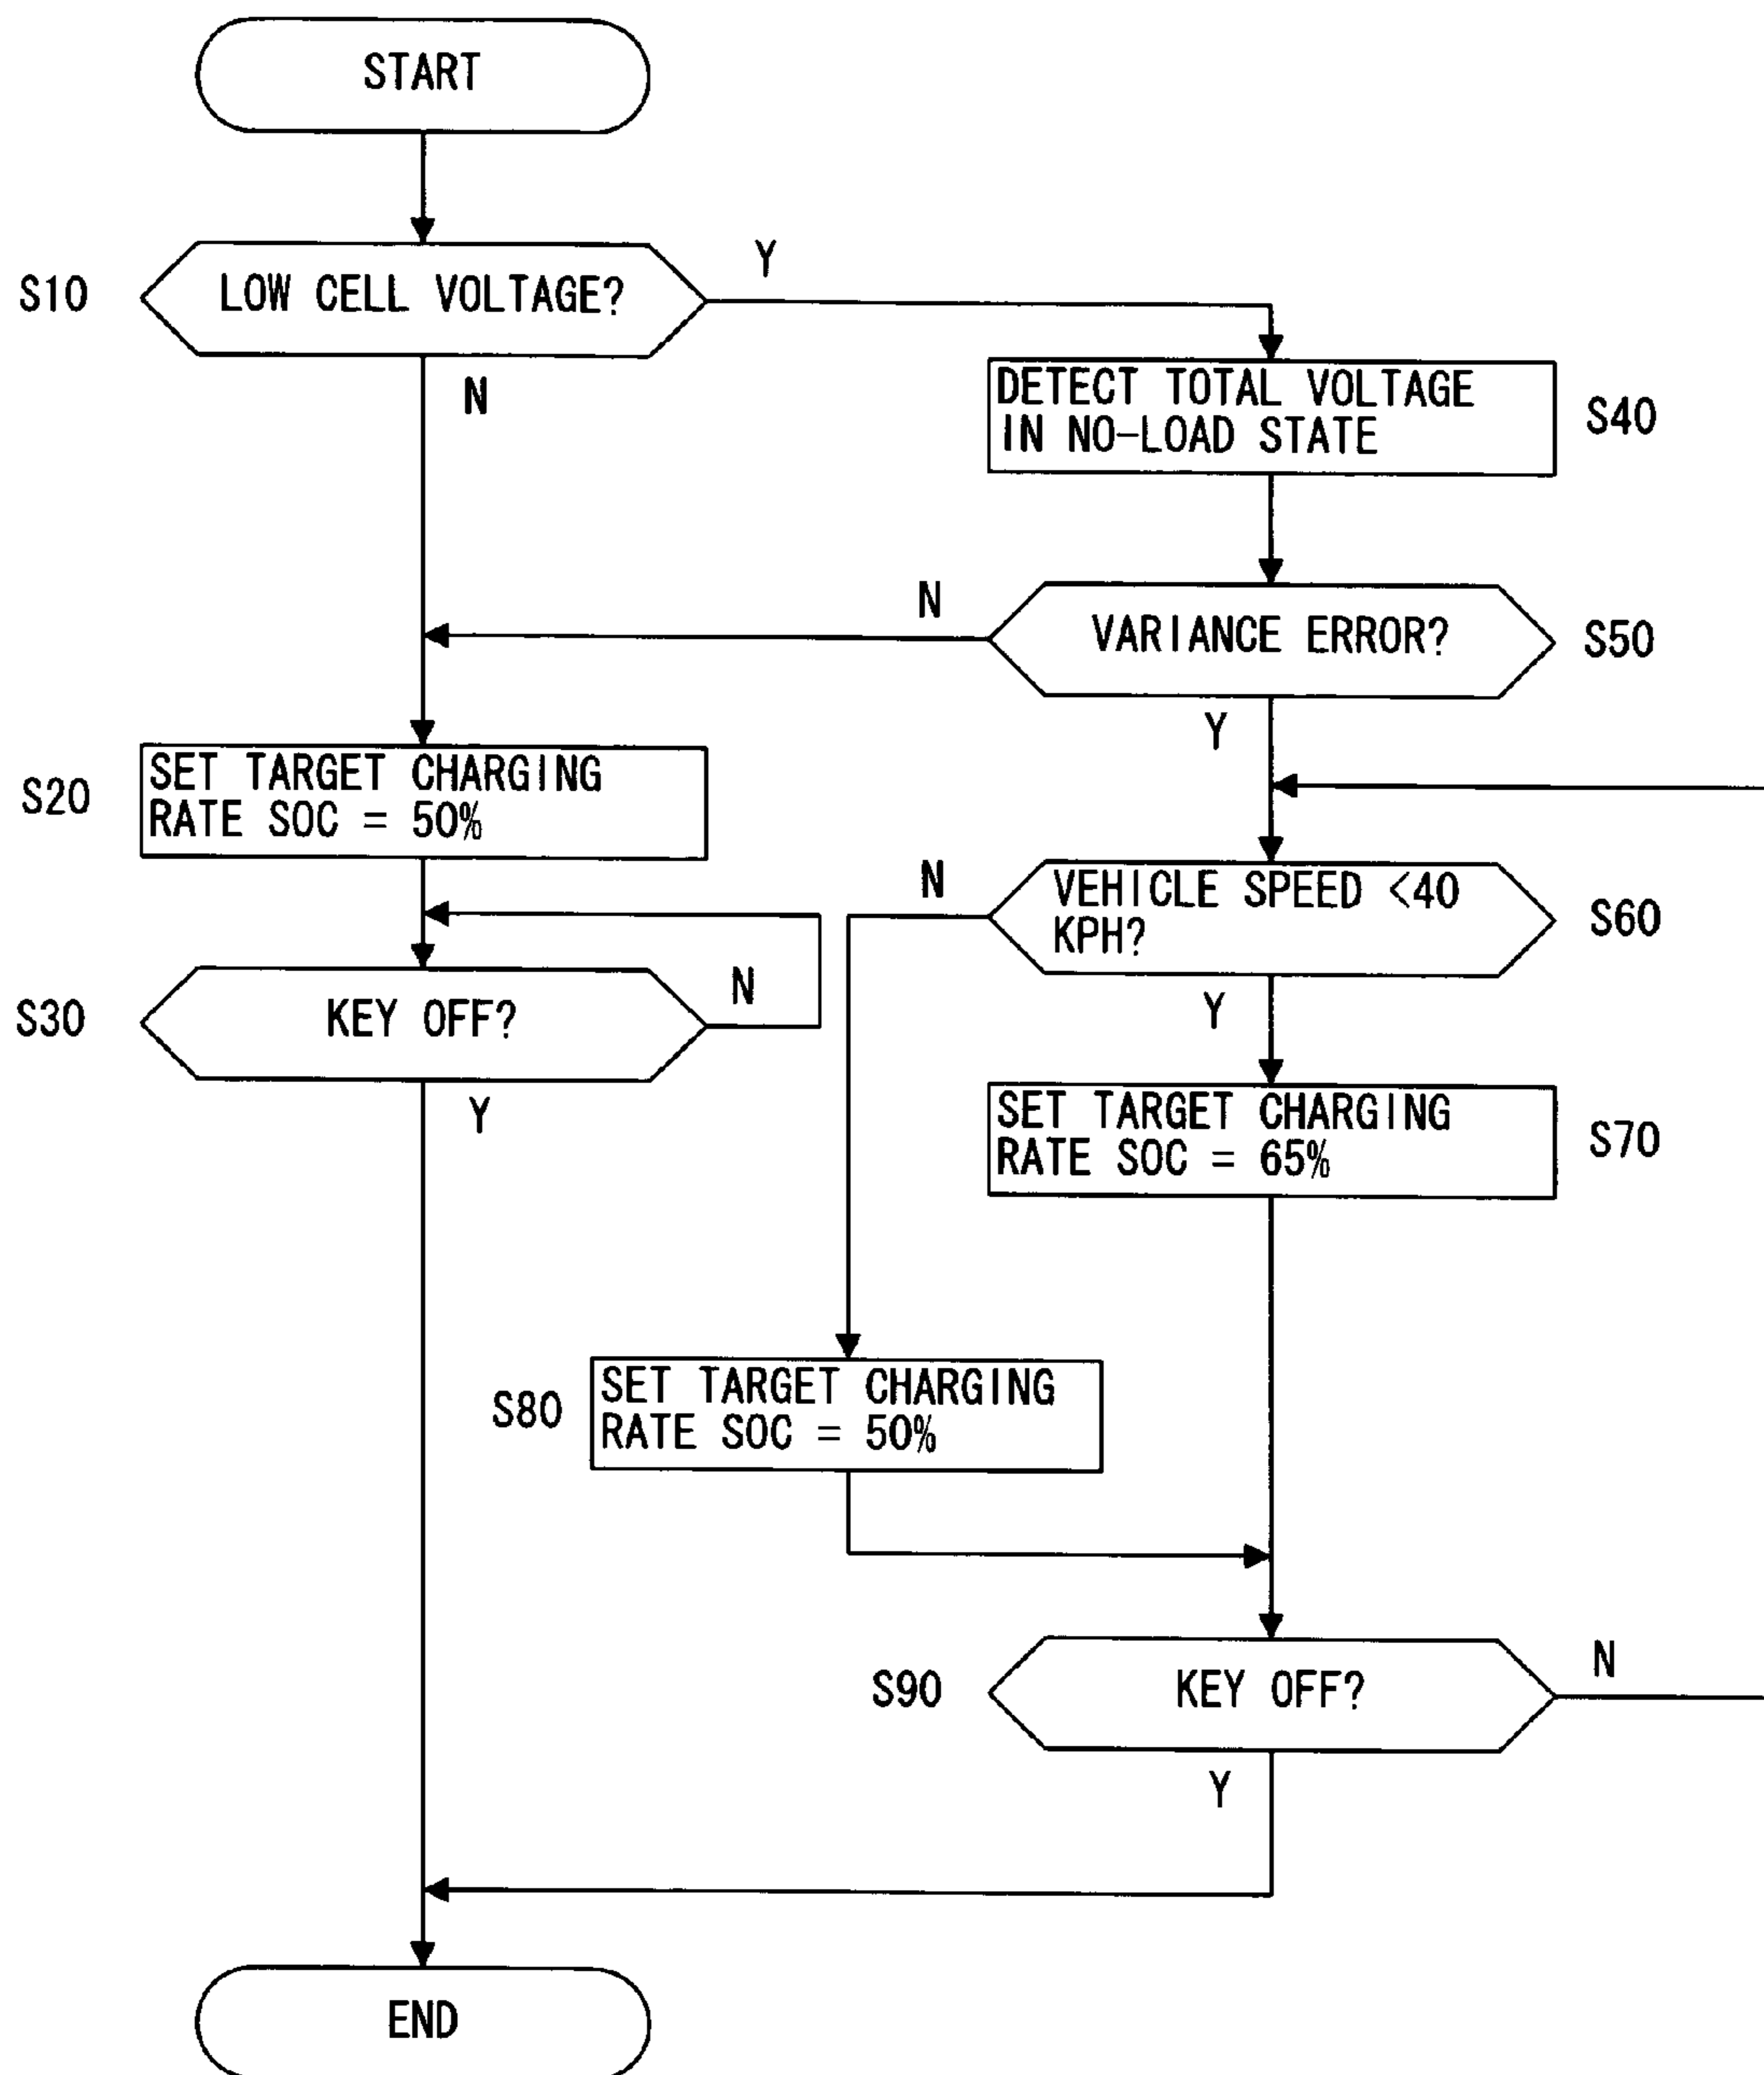 START
S10
LOW CELL VOLTAGE?
Y
N
DETECT TOTAL VOLTAGE
IN NO-LOAD STATE
S40
N
VARIANCE ERROR?
S50
Y
S20
SET TARGET CHARGING
RATE SOC = 50%
N
VEHICLE SPEED <40
KPH?
S60
Y
S30
KEY OFF?
N
Y
SET TARGET CHARGING
RATE SOC = 65%
S70
S80
SET TARGET CHARGING
RATE SOC = 50%
S90
KEY OFF?
N
Y
END